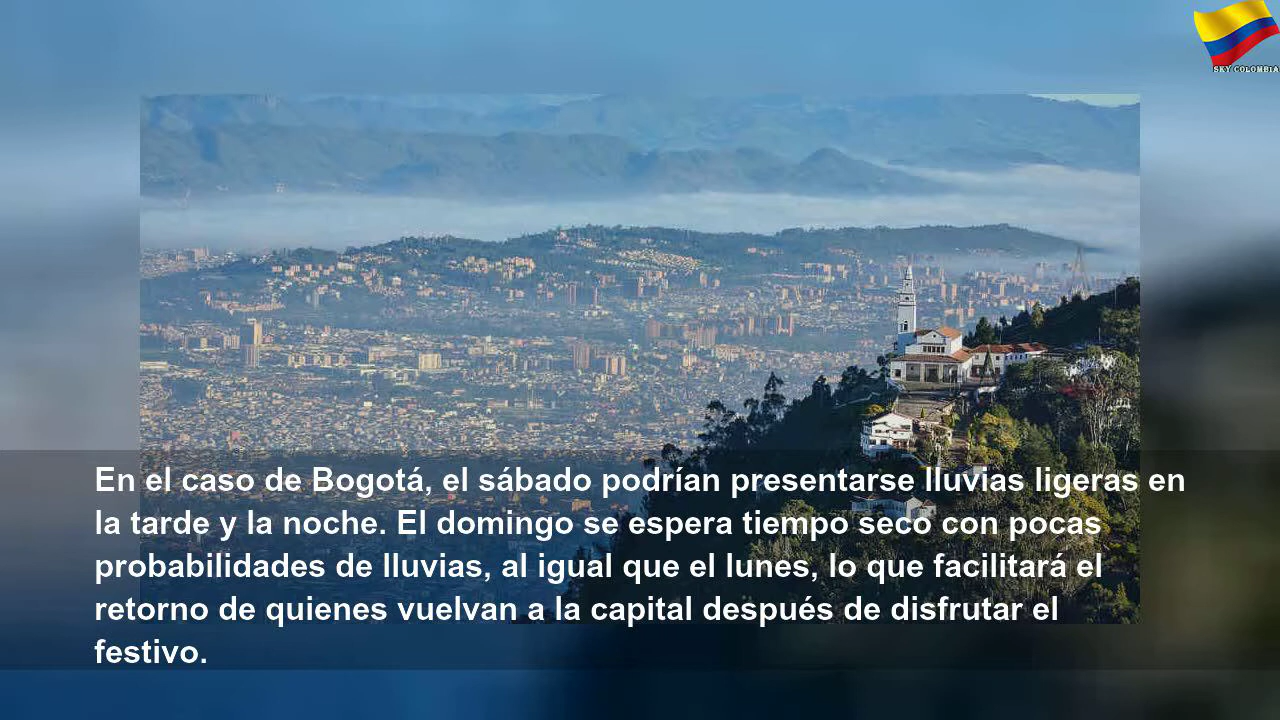 SKY COLOMBIA
En el caso de Bogotá, el sábado podrían presentarse lluvias ligeras en
la tarde y la noche. El domingo se espera tiempo seco con pocas
probabilidades de lluvias, al igual que el lunes, lo que facilitará el
retorno de quienes vuelvan a la capital después de disfrutar el
festivo.